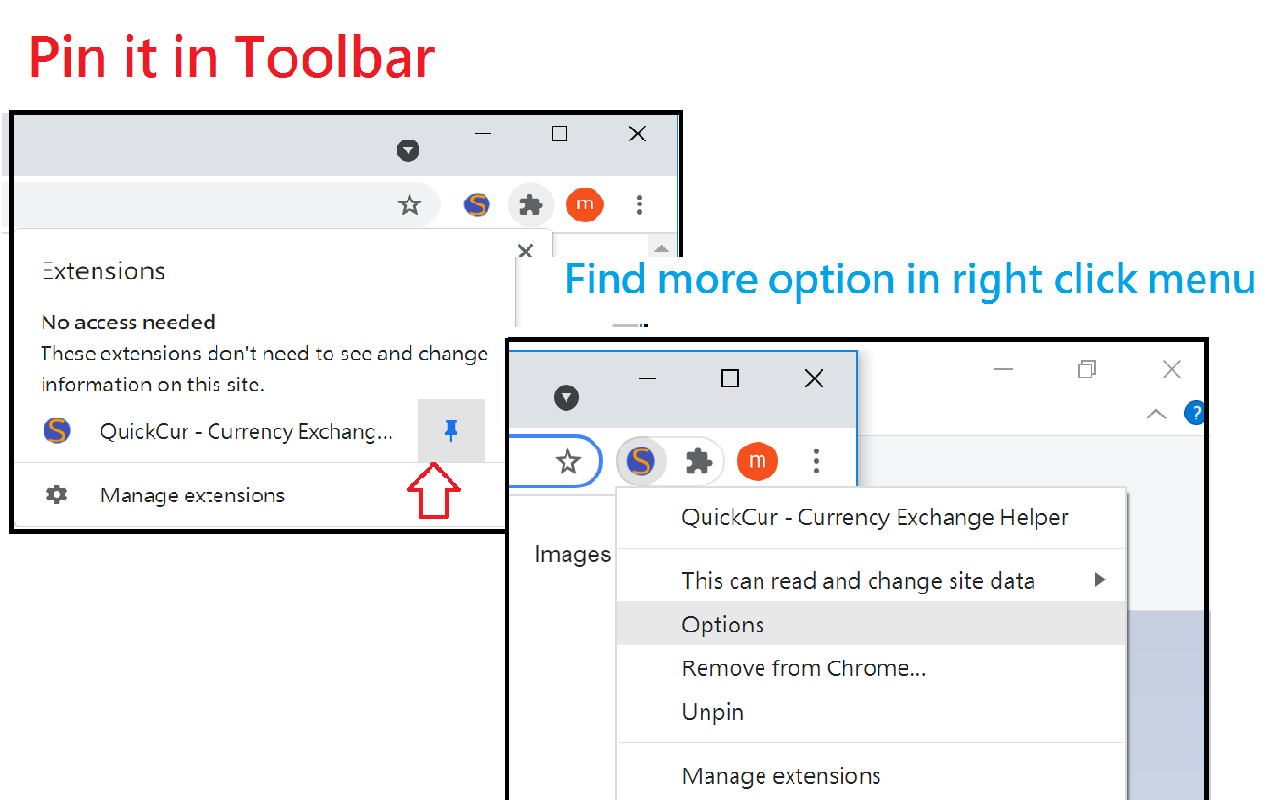 Pin it in Toolbar
m
Extensions
No access needed
These extensions don't need to see and change
information on this site.
QuickCur - Currency Exchang...
Manage extensions
Find more option in right click menu
?
m
Images
QuickCur - Currency Exchange Helper
This can read and change site data
Options
Remove from Chrome...
Unpin
Manage extensions